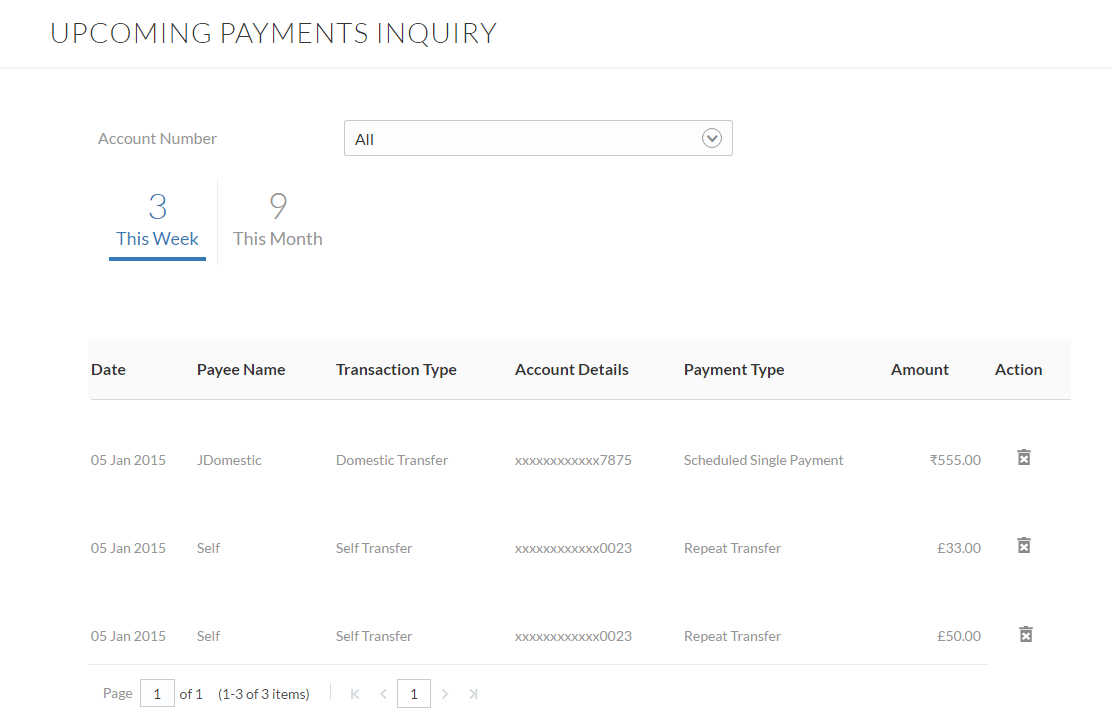 UPCOMING PAYMENTS INQUIRY
Account Number All
3 9
This Week This Month
Date Payee Name Transaction Type Account Details Payment Type Amount Action
05 Jan 2015 JDomestic Domestic Transfer xxxxxxxxxxxx7875 Scheduled Single Payment ₹555.00
05 Jan 2015 Self Self Transfer xxxxxxxxxxxx0023 Repeat Transfer £33.00
05 Jan 2015 Self Self Transfer xxxxxxxxxxxx0023 Repeat Transfer £50.00
Page 1 of 1 (1-3 of 3 items) 1